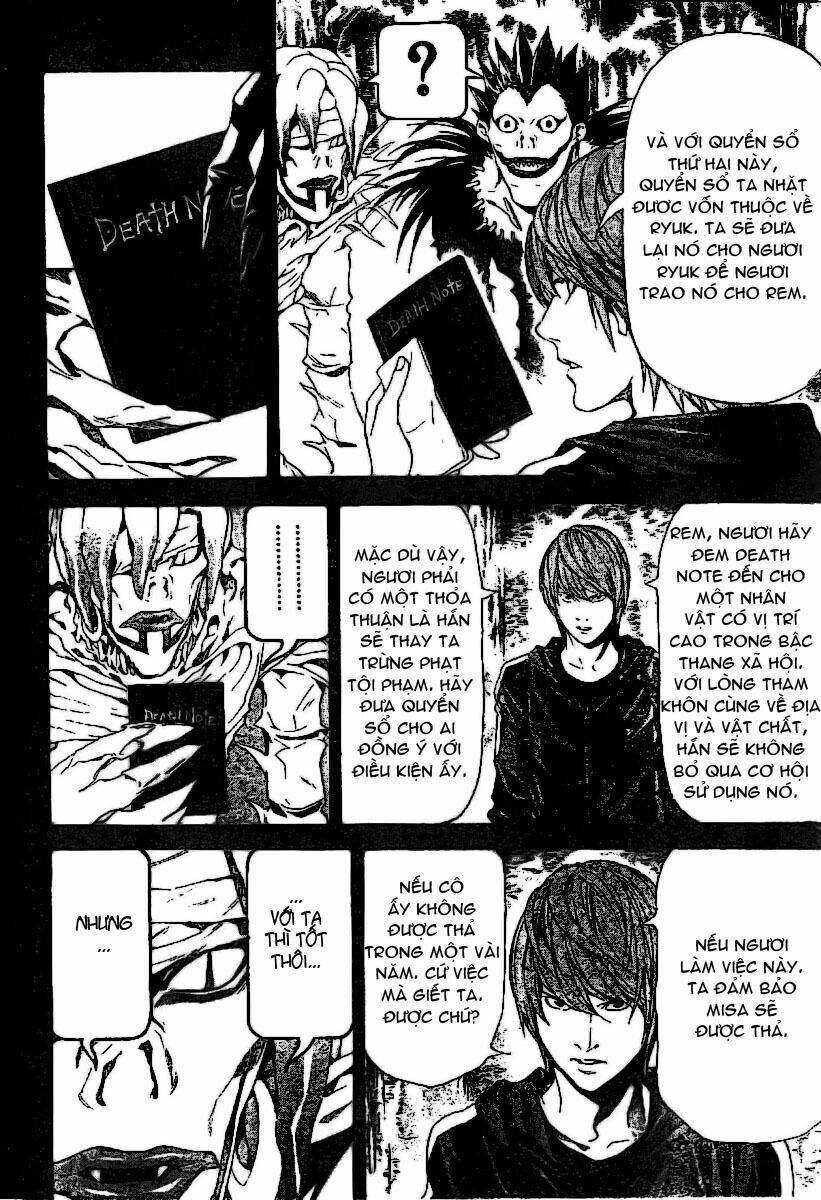 VÀ VỚI QUYỂN SỔ
THỨ HAI NÀY,
QUYỂN SỔ TA NHẶT
ĐƯỢC VỐN THUỘC VỀ
RYUK. TA SẼ ĐƯA
LẠI NÓ CHO NGƯƠI
RYUK ĐỂ NGƯƠI
TRAO NÓ CHO REM.
?
DEATH NOTE
DEATH NOTE
REM, NGƯƠI HÃY
ĐEM DEATH
NOTE ĐẾN CHO
MỘT NHÂN
VẬT CÓ VỊ TRÍ
CAO TRONG BẬC
THANG XÃ HỘI.
VỚI LÒNG THAM
KHÔN CÙNG VỀ ĐỊA
VỊ VÀ VẬT CHẤT,
HẮN SẼ KHÔNG
BỎ QUA CƠ HỘI
SỬ DỤNG NÓ.
MẶC DÙ VẬY,
NGƯƠI PHẢI
CÓ MỘT THỎA
THUẬN LÀ HẮN
SẼ THAY TA
TRỪNG PHẠT
TỘI PHẠM. HÃY
ĐƯA QUYỂN
SỔ CHO AI
ĐỒNG Ý VỚI
ĐIỀU KIỆN ẤY.
..........
DEATH NOTE
NẾU NGƯƠI
LÀM VIỆC NÀY.
TA ĐẢM BẢO
MISA SẼ
ĐƯỢC THẢ.
NẾU CÔ
ẤY KHÔNG
ĐƯỢC THẢ
TRONG MỘT VÀI
NĂM. CỨ VIỆC
MÀ GIẾT TA.
ĐƯỢC CHỨ?
...
VỚI TA
THÌ TỐT
THÔI...
NHƯNG
...